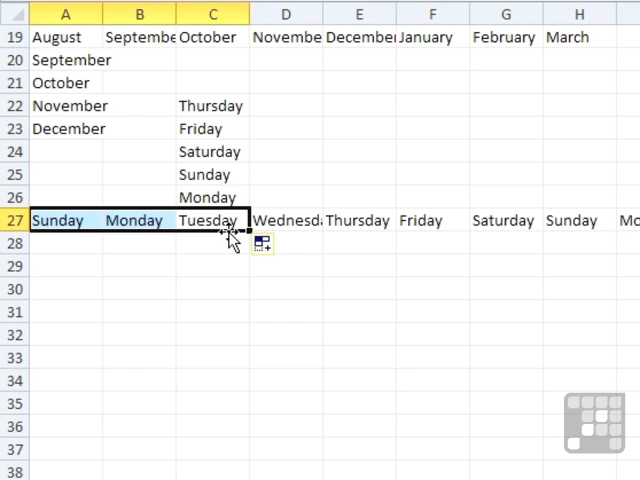 A B C D E F G H
19 August Septembe October Novembe December January February March
20 September
21 October
22 November Thursday
23 December Friday
24 Saturday
25 Sunday
26 Monday
27 Sunday Monday Tuesday Wednesda Thursday Friday Saturday Sunday Mo
28
29
30
31
32
33
34
35
36
37
38